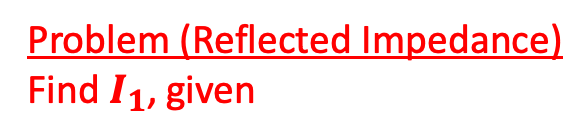 Problem (Reflected Impedance)
Find I₁, given